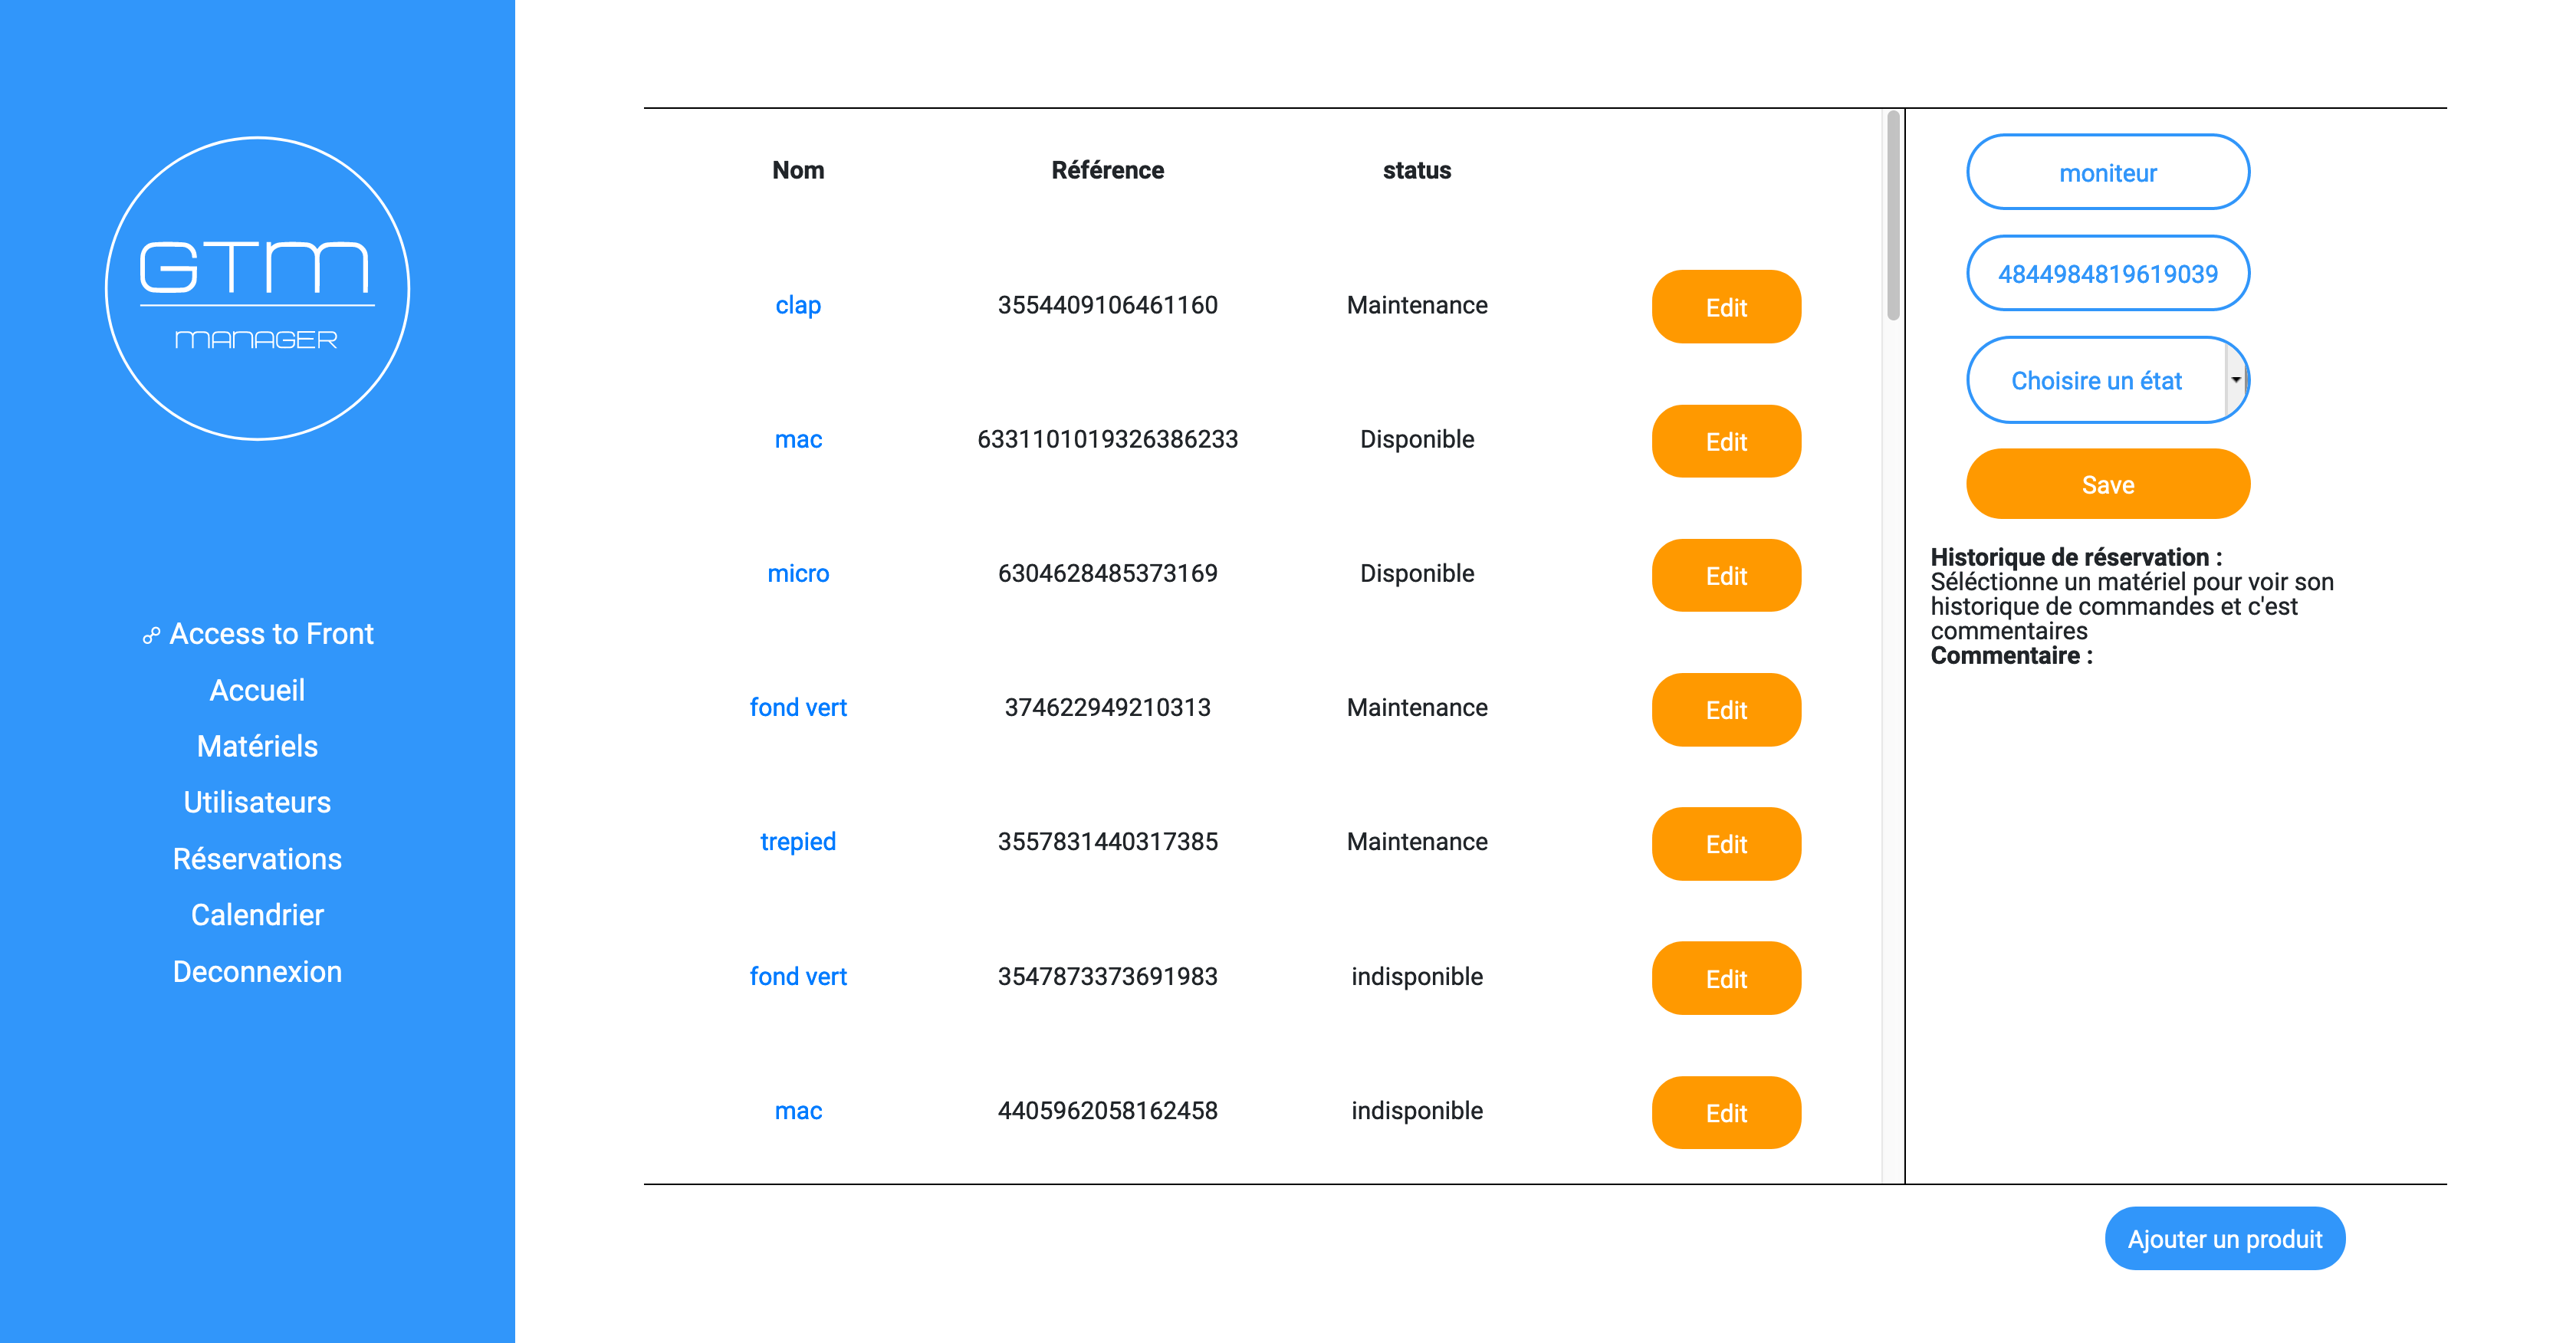 GTM
MANAGER
Access to Front
Accueil
Matériels
Utilisateurs
Réservations
Calendrier
Deconnexion
Nom Référence status
clap 3554409106461160 Maintenance Edit
mac 6331101019326386233 Disponible Edit
micro 6304628485373169 Disponible Edit
fond vert 374622949210313 Maintenance Edit
trepied 3557831440317385 Maintenance Edit
fond vert 3547873373691983 indisponible Edit
mac 4405962058162458 indisponible Edit
moniteur
4844984819619039
Choisire un état
Save
Historique de réservation :
Séléctionne un matériel pour voir son
historique de commandes et c'est
commentaires
Commentaire :
Ajouter un produit